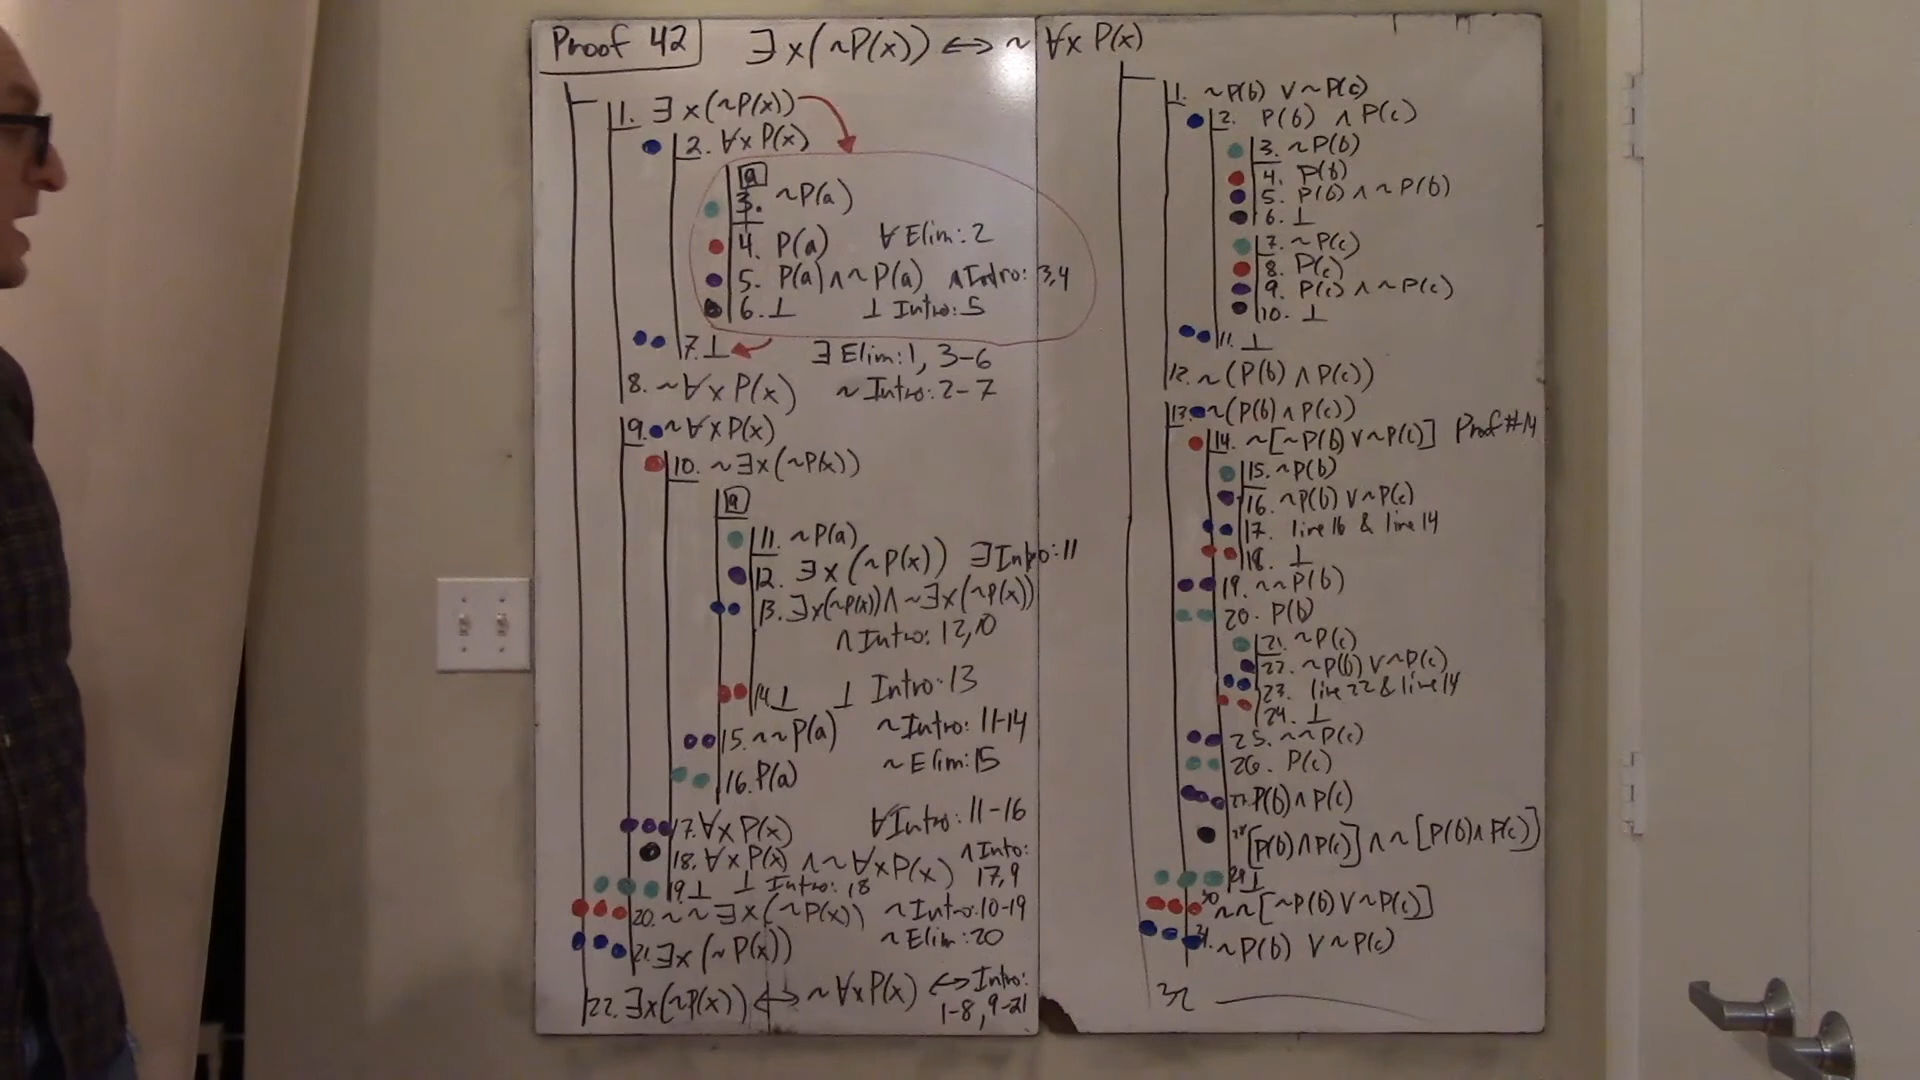 Proof 42 ∃x(~P(x)) ↔ ~∀x P(x)
1. ∃x(~P(x))
2. ∀x P(x)
a
3. ~P(a)
4. P(a) ∀ Elim: 2
5. P(a) ∧ ~P(a) ∧ Intro: 3,4
6. ⊥ ⊥ Intro: 5
7. ⊥ ∃ Elim: 1, 3-6
8. ~∀x P(x) ~ Intro: 2-7
9. ~∀x P(x)
10. ~∃x(~P(x))
a
11. ~P(a)
12. ∃x(~P(x)) ∃ Intro: 11
13. ∃x(~P(x)) ∧ ~∃x(~P(x))
∧ Intro: 12,10
14. ⊥ ⊥ Intro: 13
15. ~~P(a) ~Intro: 11-14
16. P(a) ~Elim: 15
17. ∀x P(x) ∀Intro: 11-16
18. ∀x P(x) ∧ ~∀x P(x) ∧ Into: 17,9
19. ⊥ ⊥ Intro: 18
20. ~~∃x(~P(x)) ~Intro: 10-19
21. ∃x(~P(x)) ~Elim: 20
22. ∃x(~P(x)) ↔ ~∀x P(x) ↔ Intro: 1-8, 9-21
1. ~P(b) ∨ ~P(c)
2. P(b) ∧ P(c)
3. ~P(b)
4. P(b)
5. P(b) ∧ ~P(b)
6. ⊥
7. ~P(c)
8. P(c)
9. P(c) ∧ ~P(c)
10. ⊥
11. ⊥
12. ~(P(b) ∧ P(c))
13. ~(P(b) ∧ P(c))
14. ~[~P(b) ∨ ~P(c)] Proof #14
15. ~P(b)
16. ~P(b) ∨ ~P(c)
17. line 16 & line 14
18. ⊥
19. ~~P(b)
20. P(b)
21. ~P(c)
22. ~P(b) ∨ ~P(c)
23. line 22 & line 14
24. ⊥
25. ~~P(c)
26. P(c)
27. P(b) ∧ P(c)
28. [P(b) ∧ P(c)] ∧ ~[P(b) ∧ P(c)]
29. ⊥
30. ~~[~P(b) ∨ ~P(c)]
31. ~P(b) ∨ ~P(c)
32